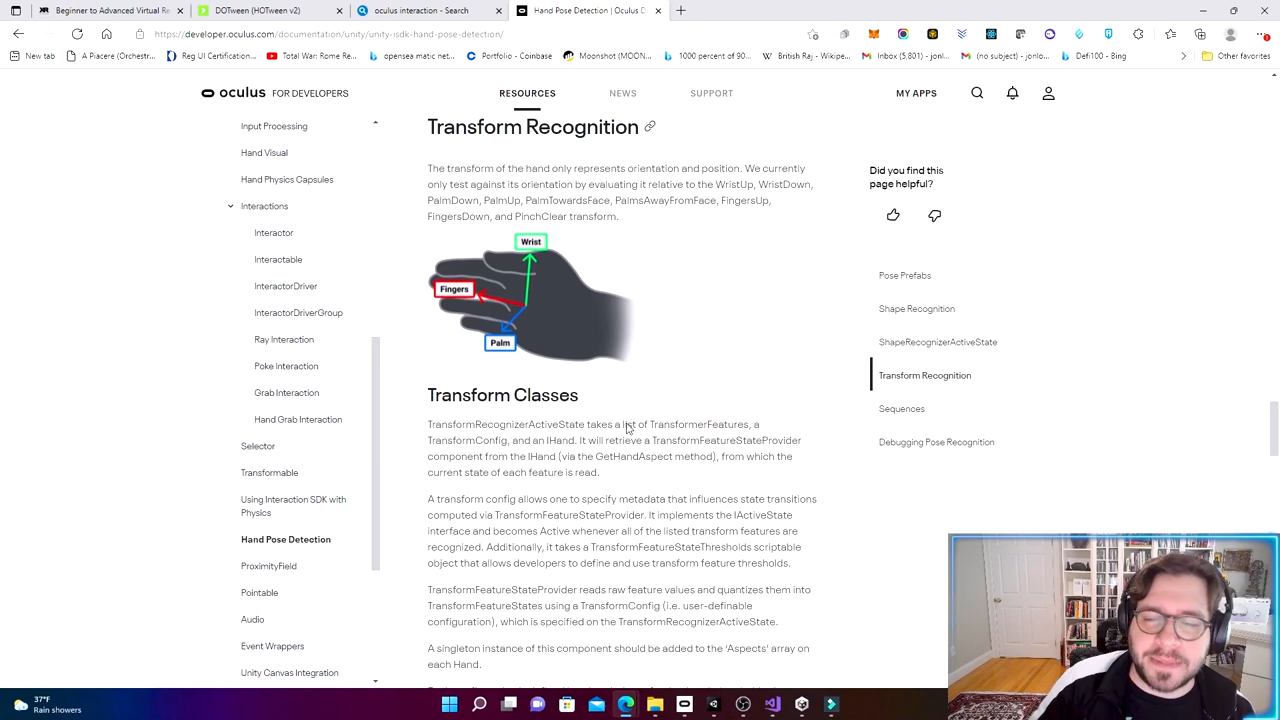 Beginner to Advanced Virtual Re
DOTween (HOTween v2)
oculus interaction - Search
Hand Pose Detection | Oculus D
https://developer.oculus.com/documentation/unity/unity-isdk-hand-pose-detection/
New tab
A Piacere (Orchestr...
Reg UI Certification...
Total War: Rome Re...
opensea matic net...
Portfolio - Coinbase
Moonshot (MOON...
1000 percent of 90...
British Raj - Wikipe...
Inbox (5,801) - jonl...
(no subject) - jonlo...
Defi100 - Bing
Other favorites
oculus FOR DEVELOPERS
RESOURCES
NEWS
SUPPORT
MY APPS
Input Processing
Hand Visual
Hand Physics Capsules
Interactions
Interactor
Interactable
InteractorDriver
InteractorDriverGroup
Ray Interaction
Poke Interaction
Grab Interaction
Hand Grab Interaction
Selector
Transformable
Using Interaction SDK with
Physics
Hand Pose Detection
ProximityField
Pointable
Audio
Event Wrappers
Unity Canvas Integration
Transform Recognition
The transform of the hand only represents orientation and position. We currently
only test against its orientation by evaluating it relative to the WristUp, WristDown,
PalmDown, PalmUp, PalmTowardsFace, PalmsAwayFromFace, FingersUp,
FingersDown, and PinchClear transform.
Wrist
Fingers
Palm
Transform Classes
TransformRecognizerActiveState takes a list of TransformerFeatures, a
TransformConfig, and an IHand. It will retrieve a TransformFeatureStateProvider
component from the IHand (via the GetHandAspect method), from which the
current state of each feature is read.
A transform config allows one to specify metadata that influences state transitions
computed via TransformFeatureStateProvider. It implements the IActiveState
interface and becomes Active whenever all of the listed transform features are
recognized. Additionally, it takes a TransformFeatureStateThresholds scriptable
object that allows developers to define and use transform feature thresholds.
TransformFeatureStateProvider reads raw feature values and quantizes them into
TransformFeatureStates using a TransformConfig (i.e. user-definable
configuration), which is specified on the TransformRecognizerActiveState.
A singleton instance of this component should be added to the 'Aspects' array on
each Hand.
Did you find this
page helpful?
Pose Prefabs
Shape Recognition
ShapeRecognizerActiveState
Transform Recognition
Sequences
Debugging Pose Recognition
37°F
Rain showers